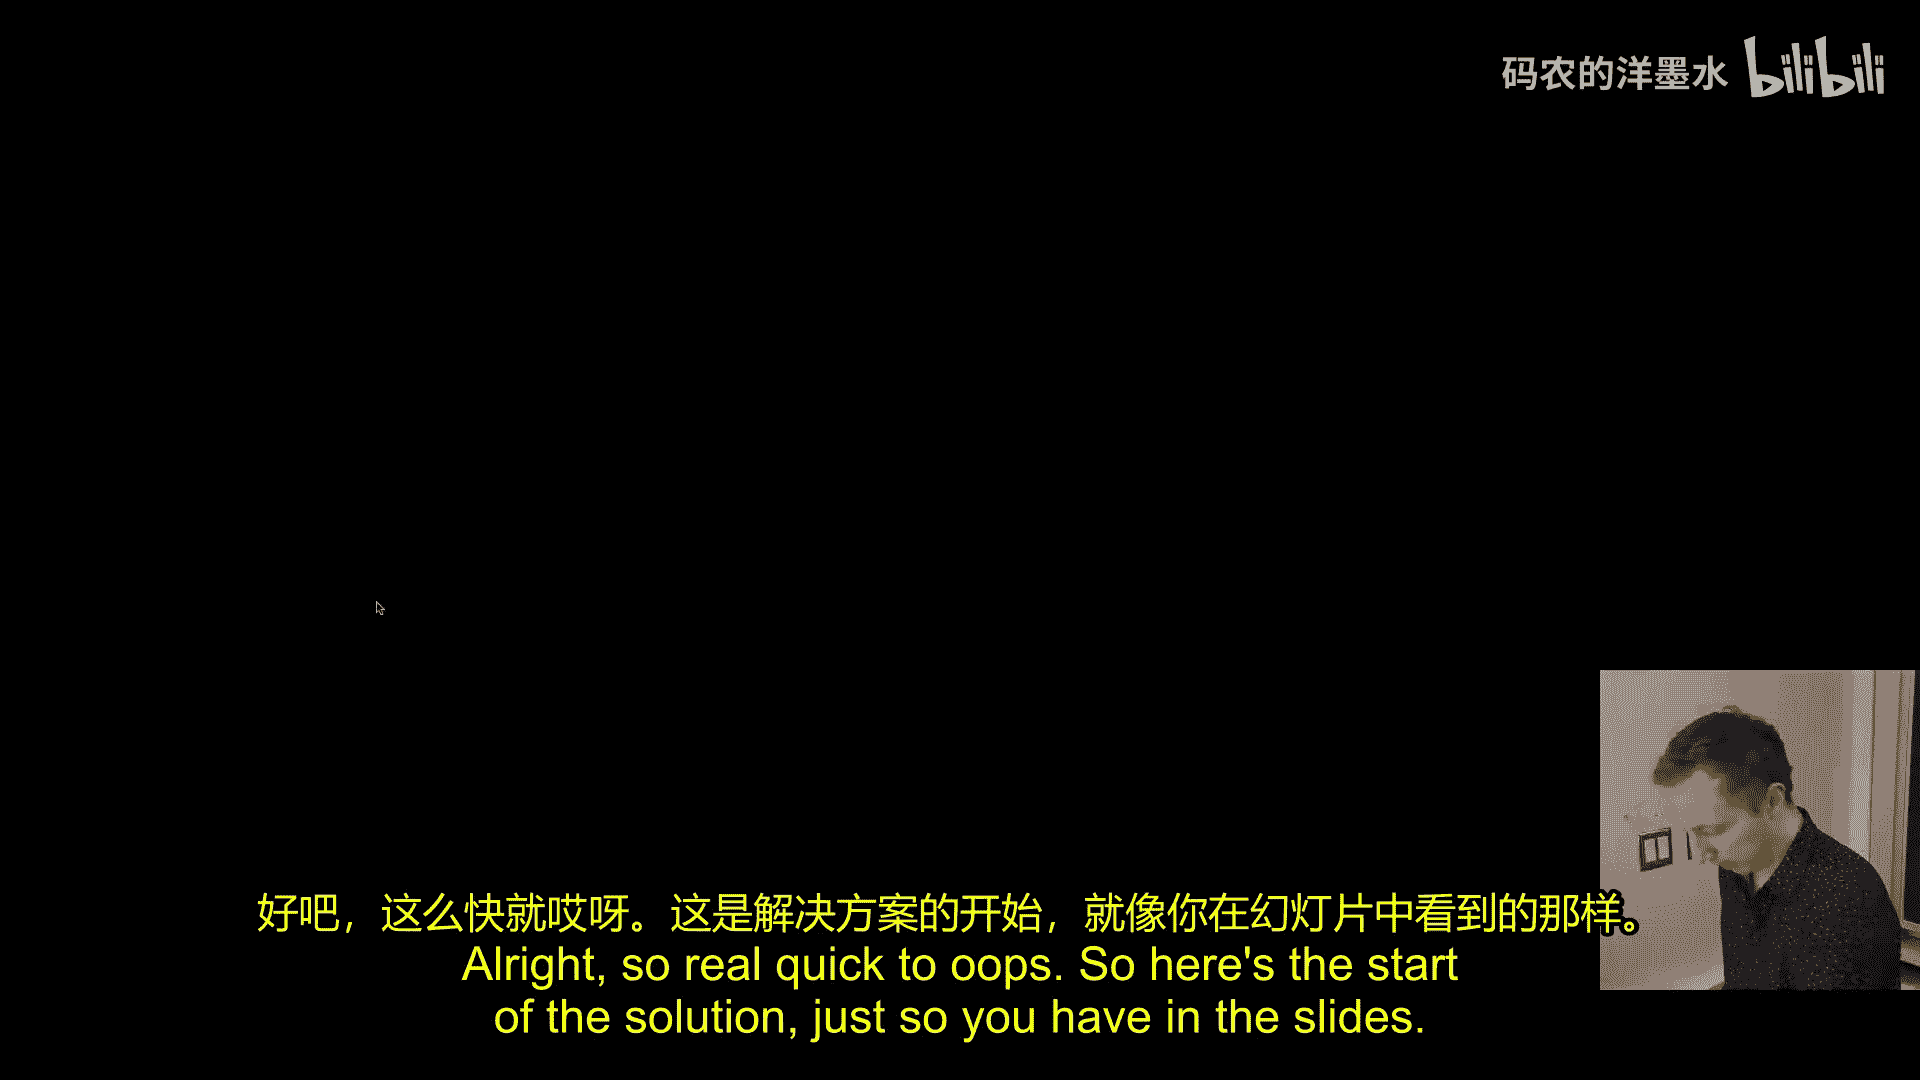 码农的洋墨水 bilibili
好吧，这么快就哎呀。这是解决方案的开始，就像你在幻灯片中看到的那样。
Alright, so real quick to oops. So here's the start
of the solution, just so you have in the slides.